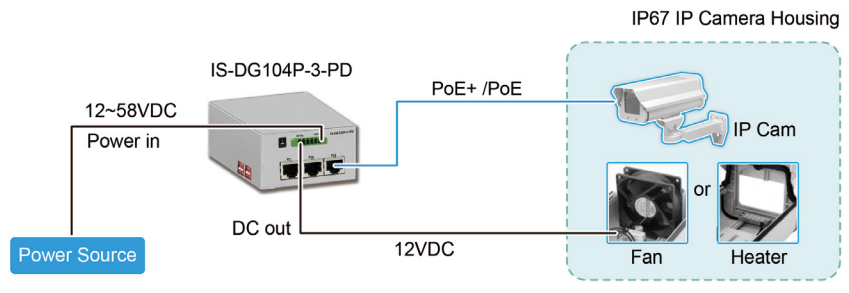 IP67 IP Camera Housing
IS-DG104P-3-PD
PoE+ /PoE
12~58VDC
Power in
IP Cam
or
DC out
12VDC
Fan
Heater
Power Source